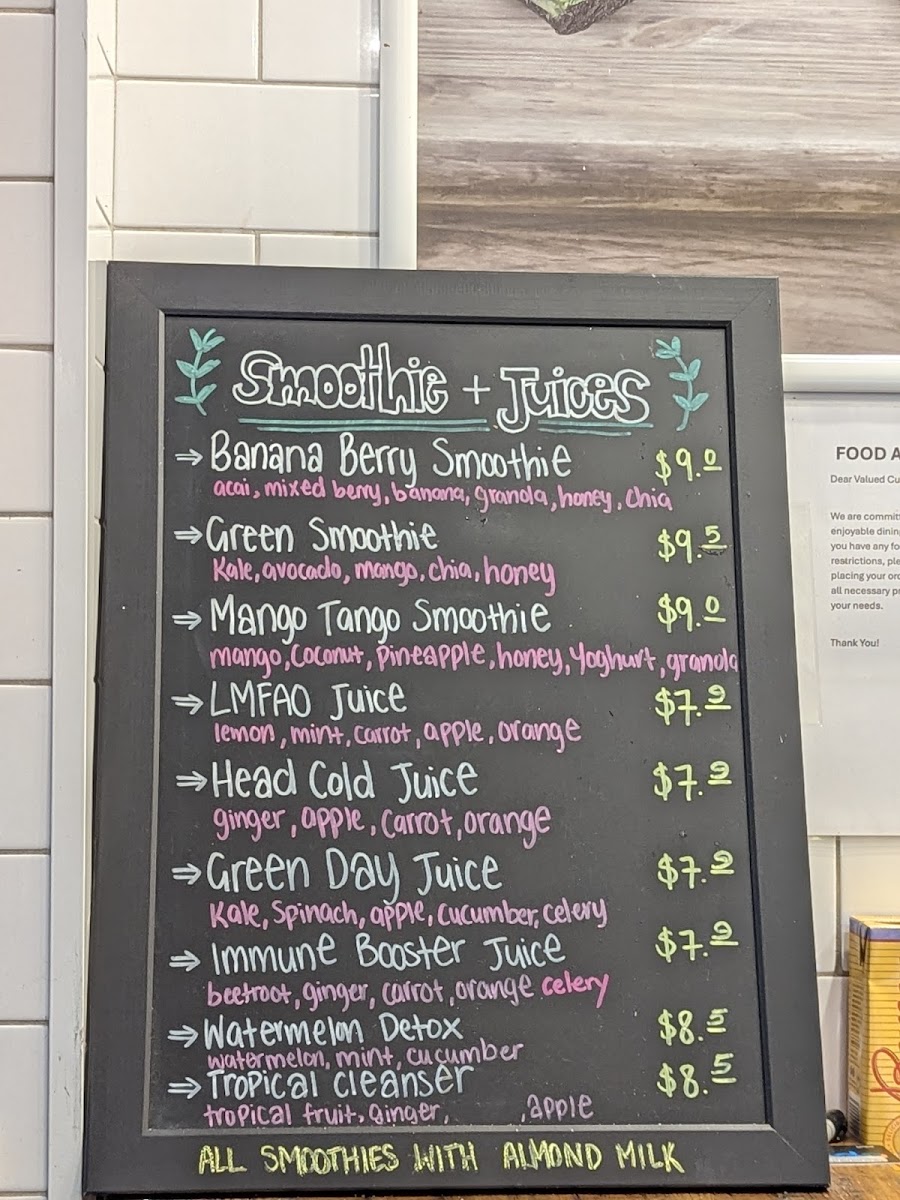 Smoothie + Juices
⇒ Banana Berry Smoothie $9.0
acai, mixed berry, banana, granola, honey, chia
⇒ Green Smoothie $9.5
Kale, avocado, mango, chia, honey
⇒ Mango Tango Smoothie $9.0
mango, coconut, pineapple, honey, yoghurt, granola
⇒ LMFAO Juice $7.9
lemon, mint, carrot, apple, orange
⇒ Head Cold Juice $7.9
ginger, apple, carrot, orange
⇒ Green Day Juice $7.9
Kale, Spinach, apple, cucumber, celery
⇒ Immune Booster Juice $7.9
beetroot, ginger, carrot, orange celery
⇒ Watermelon Detox $8.5
watermelon, mint, cucumber
⇒ Tropical cleanser $8.5
tropical fruit, ginger, , apple
ALL SMOOTHIES WITH ALMOND MILK
FOOD A
Dear Valued Cu
We are commit
enjoyable dinin
you have any fo
restrictions, ple
placing your ord
all necessary p
your needs.
Thank You!